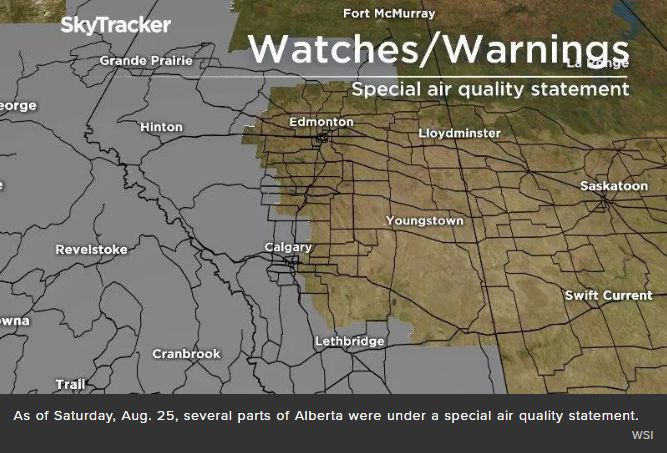 SkyTracker
Fort McMurray
Watches/Warnings
Grande Prairie
La Ronge
Special air quality statement
eorge
Hinton
Edmonton
Lloydminster
Saskatoon
Youngstown
Revelstoke
Calgary
Swift Current
wna
Lethbridge
Cranbrook
Trail
As of Saturday, Aug. 25, several parts of Alberta were under a special air quality statement.
WSI